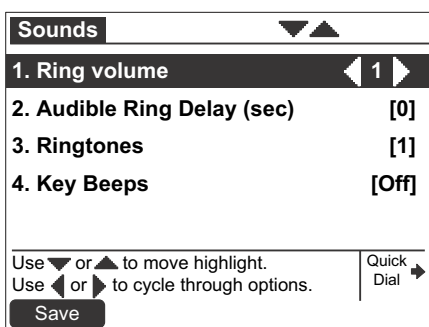 Sounds
1. Ring volume 1
2. Audible Ring Delay (sec) [0]
3. Ringtones [1]
4. Key Beeps [Off]
Use ▼ or ▲ to move highlight.
Use ◀ or ▶ to cycle through options.
Quick
Dial
Save